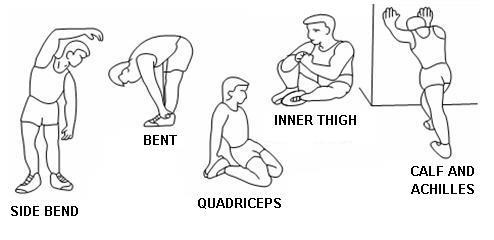 SIDE BEND
BENT
QUADRICEPS
INNER THIGH
CALF AND
ACHILLES